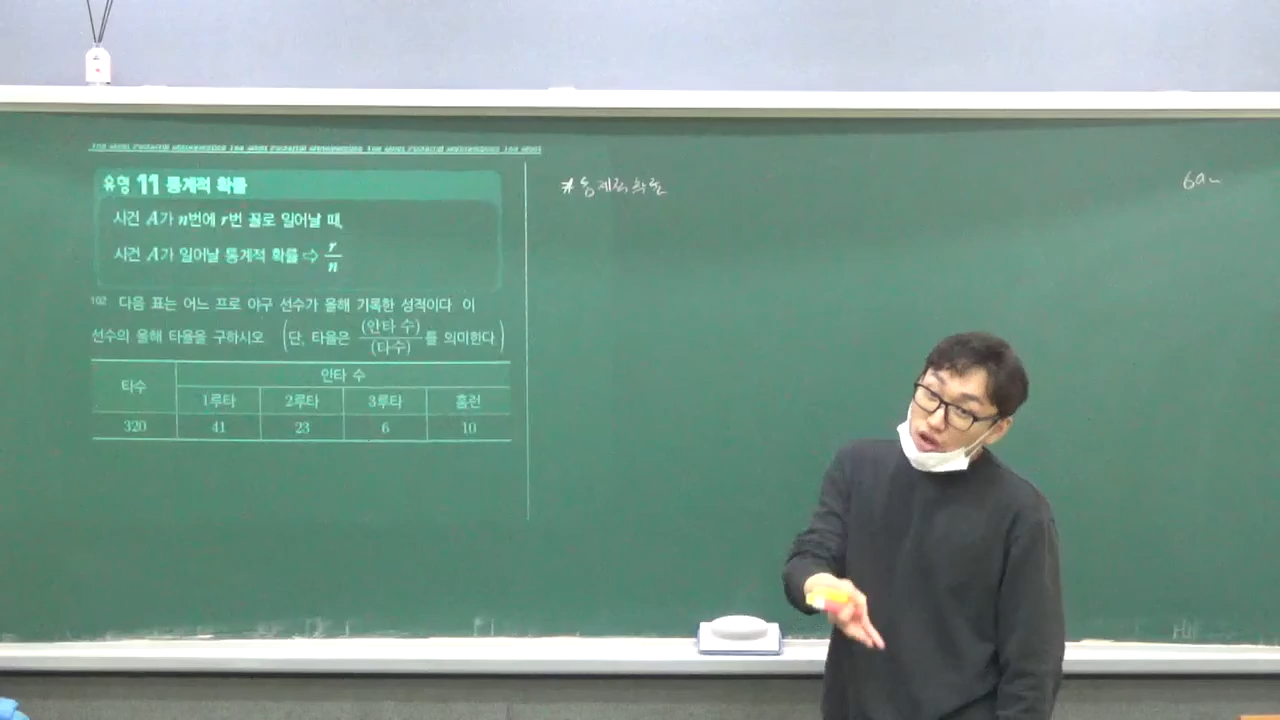 유형 11 통계적 확률
사건 A가 n번에 r번 꼴로 일어날 때,
사건 A가 일어날 통계적 확률 ⇨ r/n
102 다음 표는 어느 프로 야구 선수가 올해 기록한 성적이다. 이
선수의 올해 타율을 구하시오. (단, 타율은 (안타 수)/(타수)를 의미한다.)
타수 안타 수
1루타 2루타 3루타 홈런
320 41 23 6 10
# 통계적 확률